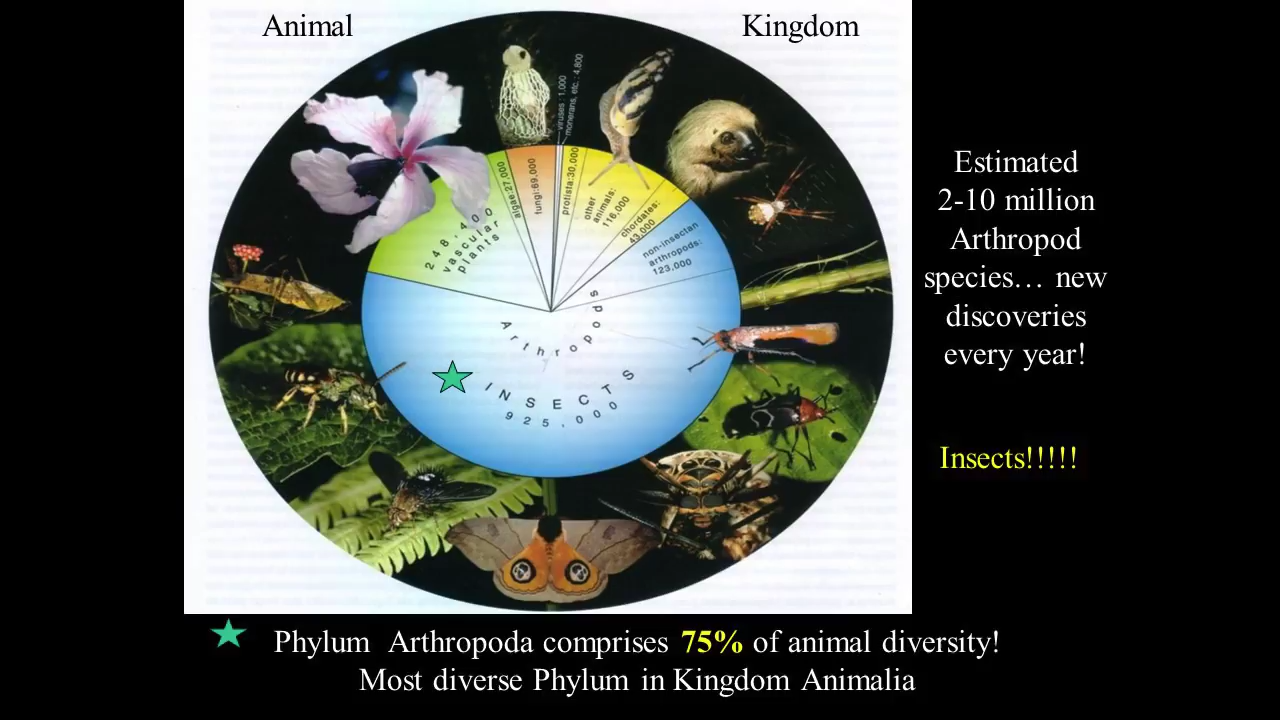 Animal Kingdom
viruses: 1,000
monerans, etc.: 4,800
248,400
vascular
plants
algae:27,000
fungi:69,000
protista:30,000
other
animals:
116,000
chordates:
43,000
non-insectan
arthropods:
123,000
Arthropods
INSECTS
925,000
Estimated
2-10 million
Arthropod
species… new
discoveries
every year!
Insects!!!!!
Phylum Arthropoda comprises 75% of animal diversity!
Most diverse Phylum in Kingdom Animalia